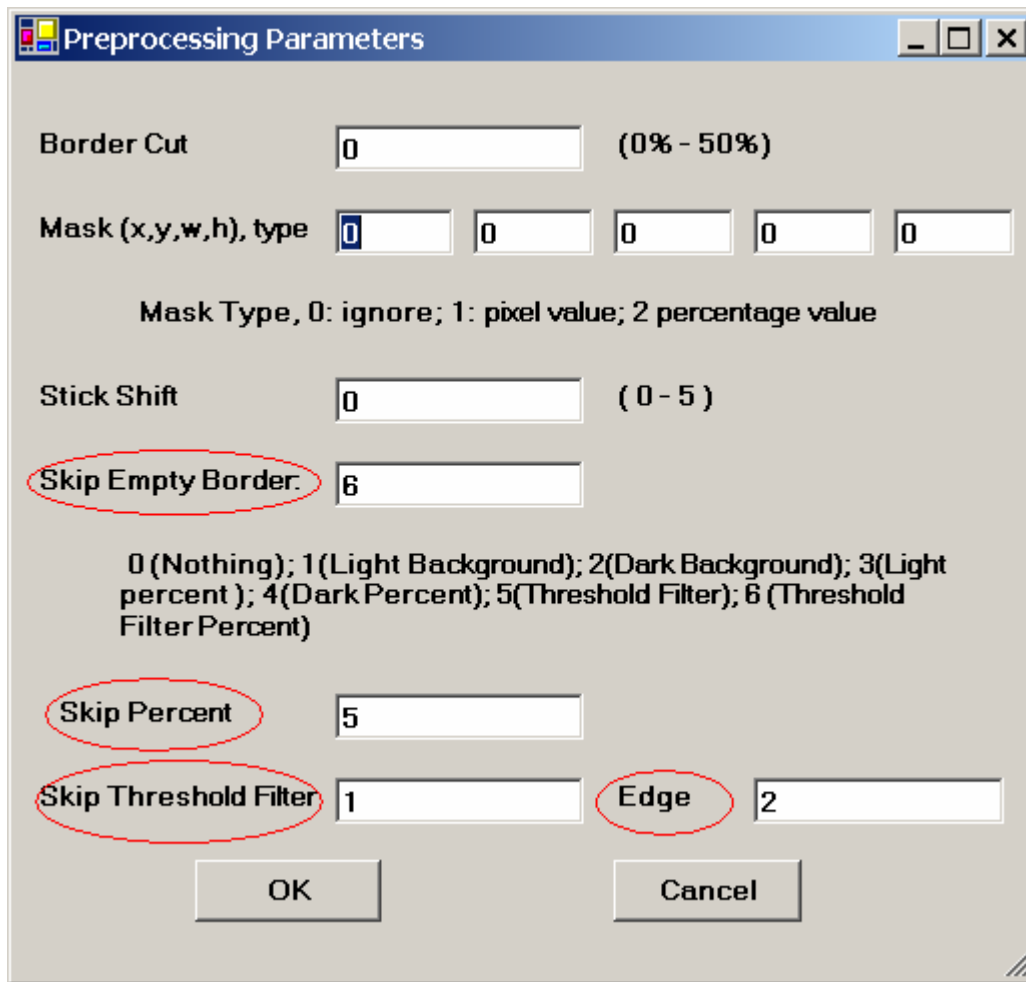 Preprocessing Parameters
Border Cut 0 (0% - 50%)
Mask (x,y,w,h), type 0 0 0 0 0
Mask Type, 0: ignore; 1: pixel value; 2 percentage value
Stick Shift 0 ( 0 - 5 )
Skip Empty Border: 6
0 (Nothing); 1(Light Background); 2(Dark Background); 3(Light
percent ); 4(Dark Percent); 5(Threshold Filter); 6 (Threshold
Filter Percent)
Skip Percent 5
Skip Threshold Filter 1 Edge 2
OK Cancel